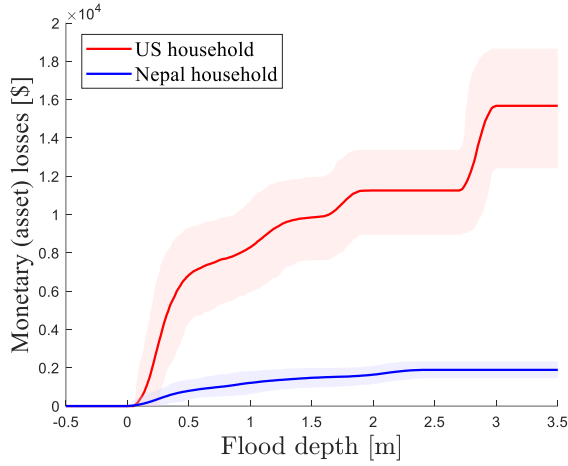 ×10⁴
2
1.8
1.6
1.4
1.2
1
0.8
0.6
0.4
0.2
0
Monetary (asset) losses [$]
US household
Nepal household
-0.5 0 0.5 1 1.5 2 2.5 3 3.5
Flood depth [m]